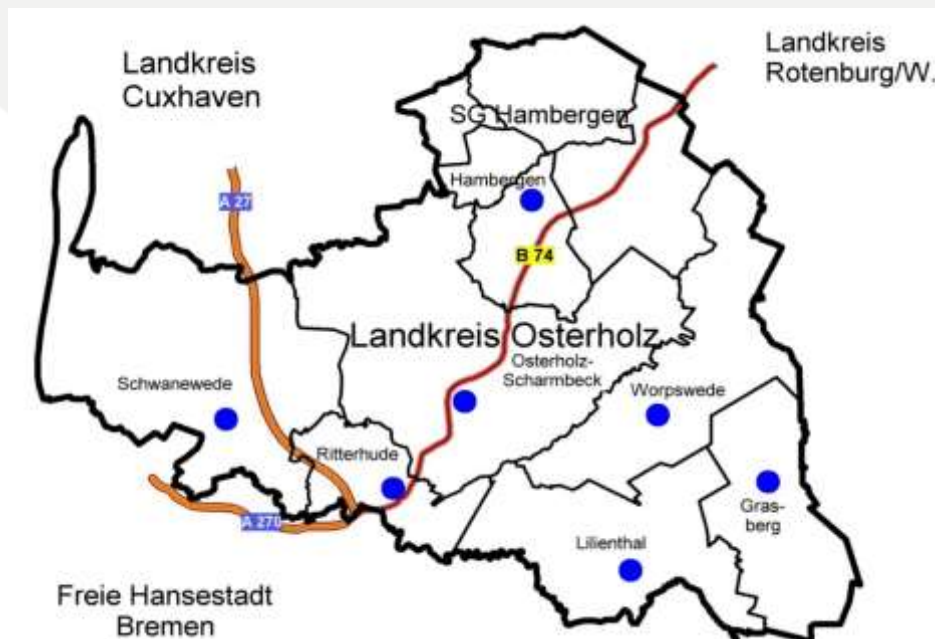 Landkreis
Cuxhaven
Landkreis
Rotenburg/W.
SG Hambergen
Hambergen
A 27
B 74
Landkreis Osterholz
Osterholz-
Scharmbeck
Schwanewede
Worpswede
Ritterhude
Gras-
berg
A 270
Lilienthal
Freie Hansestadt
Bremen